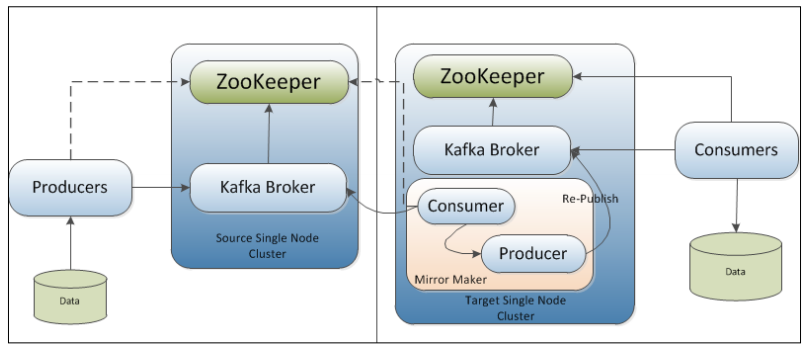 ZooKeeper
Producers
Kafka Broker
Source Single Node
Cluster
Data
ZooKeeper
Kafka Broker
Consumer
Re-Publish
Producer
Mirror Maker
Target Single Node
Cluster
Consumers
Data